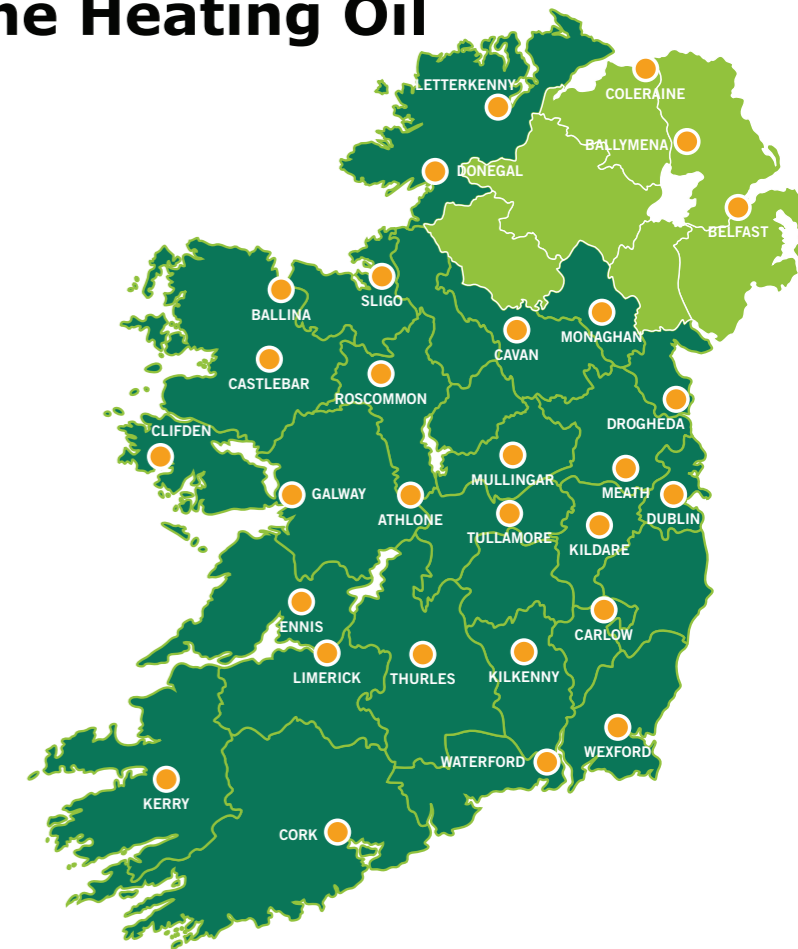 ne Heating Oil
LETTERKENNY
COLERAINE
BALLYMENA
DONEGAL
BELFAST
SLIGO
BALLINA
MONAGHAN
CAVAN
CASTLEBAR
ROSCOMMON
DROGHEDA
CLIFDEN
MULLINGAR
MEATH
GALWAY
ATHLONE
DUBLIN
TULLAMORE
KILDARE
ENNIS
CARLOW
LIMERICK
THURLES
KILKENNY
WEXFORD
WATERFORD
KERRY
CORK